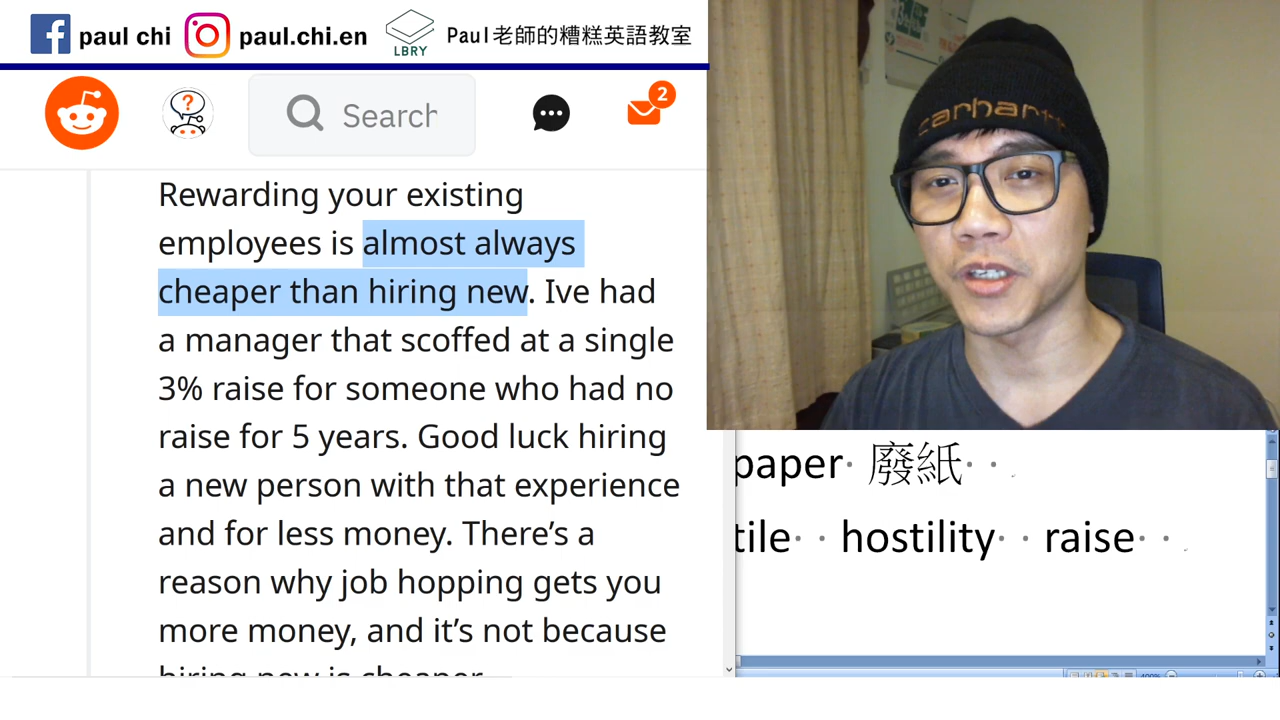 paul chi paul.chi.en LBRY Paul老師的糟糕英語教室
Search
2
Rewarding your existing
employees is almost always
cheaper than hiring new. Ive had
a manager that scoffed at a single
3% raise for someone who had no
raise for 5 years. Good luck hiring
a new person with that experience
and for less money. There’s a
reason why job hopping gets you
more money, and it’s not because
hiring new is cheaper
carhartt
paper 廢紙
tile hostility raise